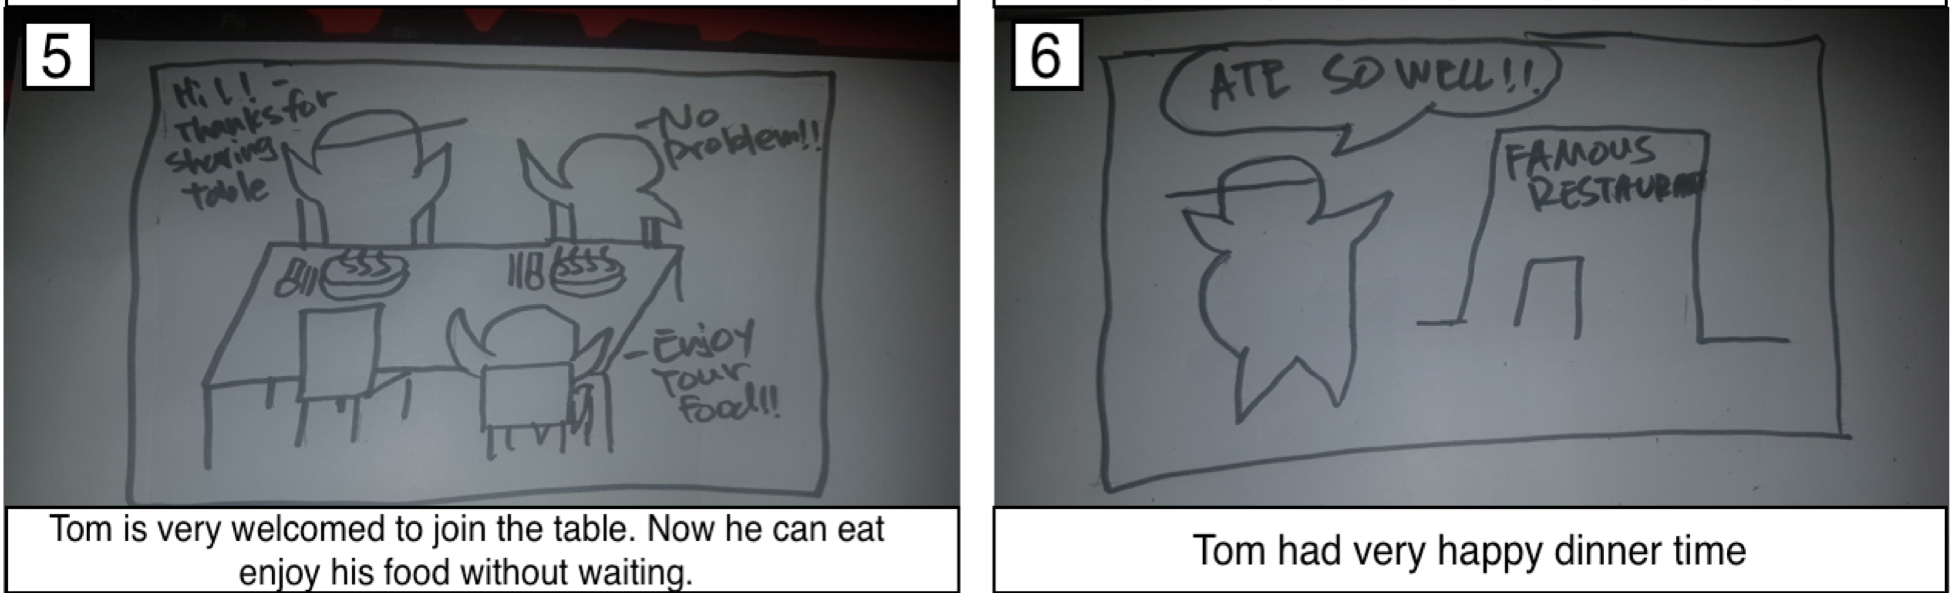 5
Hi!! -
Thanks for
sharing
table
-No
problem!!
-Enjoy
Your
Food!!
Tom is very welcomed to join the table. Now he can eat
enjoy his food without waiting.
6
ATE SO WELL!!
FAMOUS
RESTAURANT
Tom had very happy dinner time